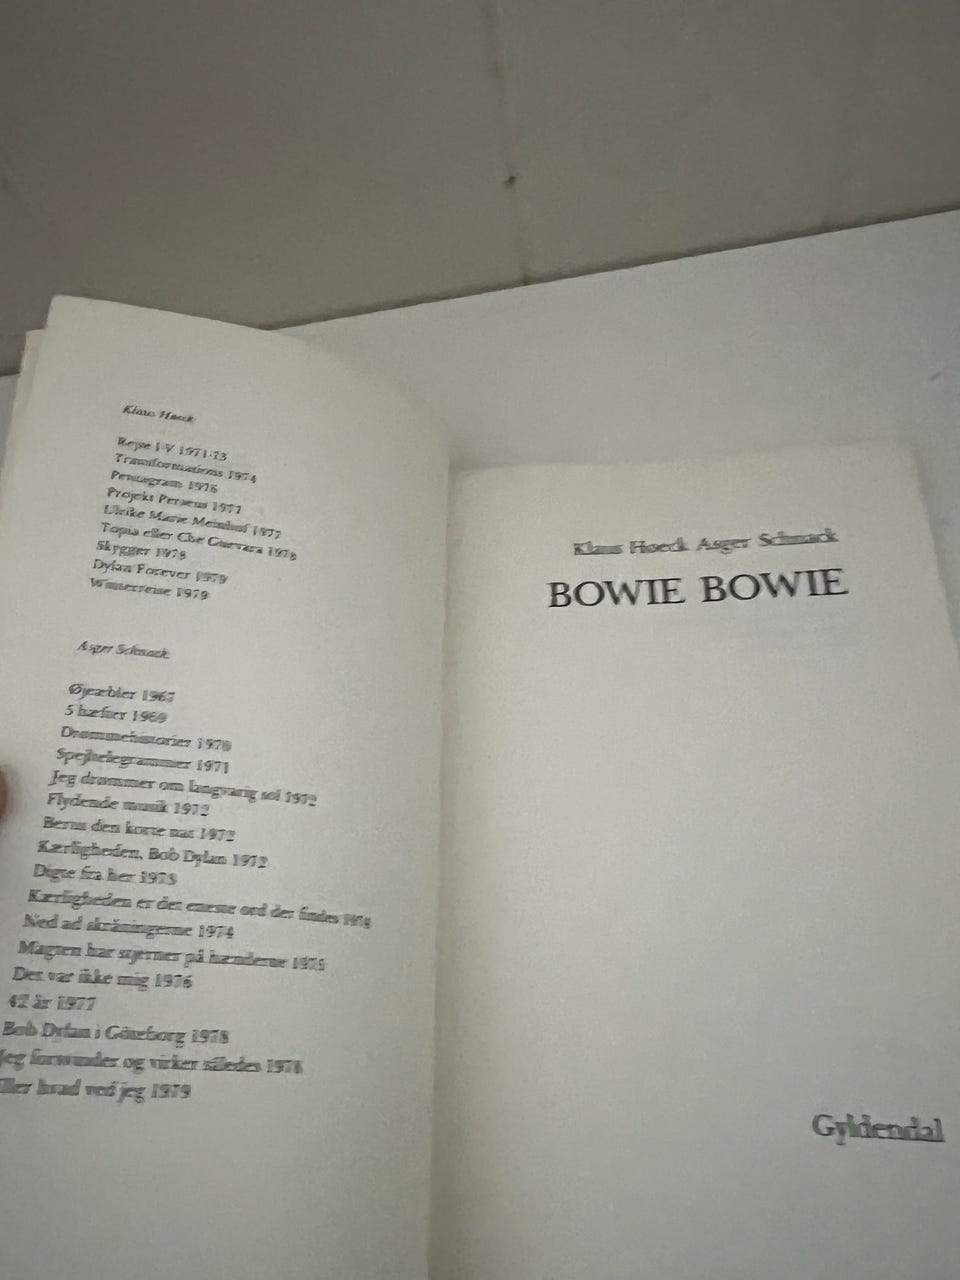 Klaus Høeck
Rejse I-V 1971-73
Transformations 1974
Pentagram 1976
Projekt Perseus 1977
Ulrike Marie Meinhof 1977
Topia eller Che Guevara 1978
Skygger 1979
Dylan Forever 1979
Winterreise 1979
Asger Schnack
Øjeæbler 1967
5 hæfter 1969
Drømmehistorier 1970
Spejltelegrammer 1971
Jeg drømmer om langvarig sol 1972
Flydende musik 1972
Berus den korte nat 1972
Kærligheden, Bob Dylan 1972
Digte fra her 1973
Kærligheden er det eneste ord der findes
Ned ad skråningerne 1974
Magten har stjerner på hænderne 1975
Det var ikke mig 1976
42 år 1977
Bob Dylan i Göteborg 1978
Jeg forsvinder og virker således 1978
Eller hvad ved jeg 1979
Klaus Høeck Asger Schnack
BOWIE BOWIE
Gyldendal